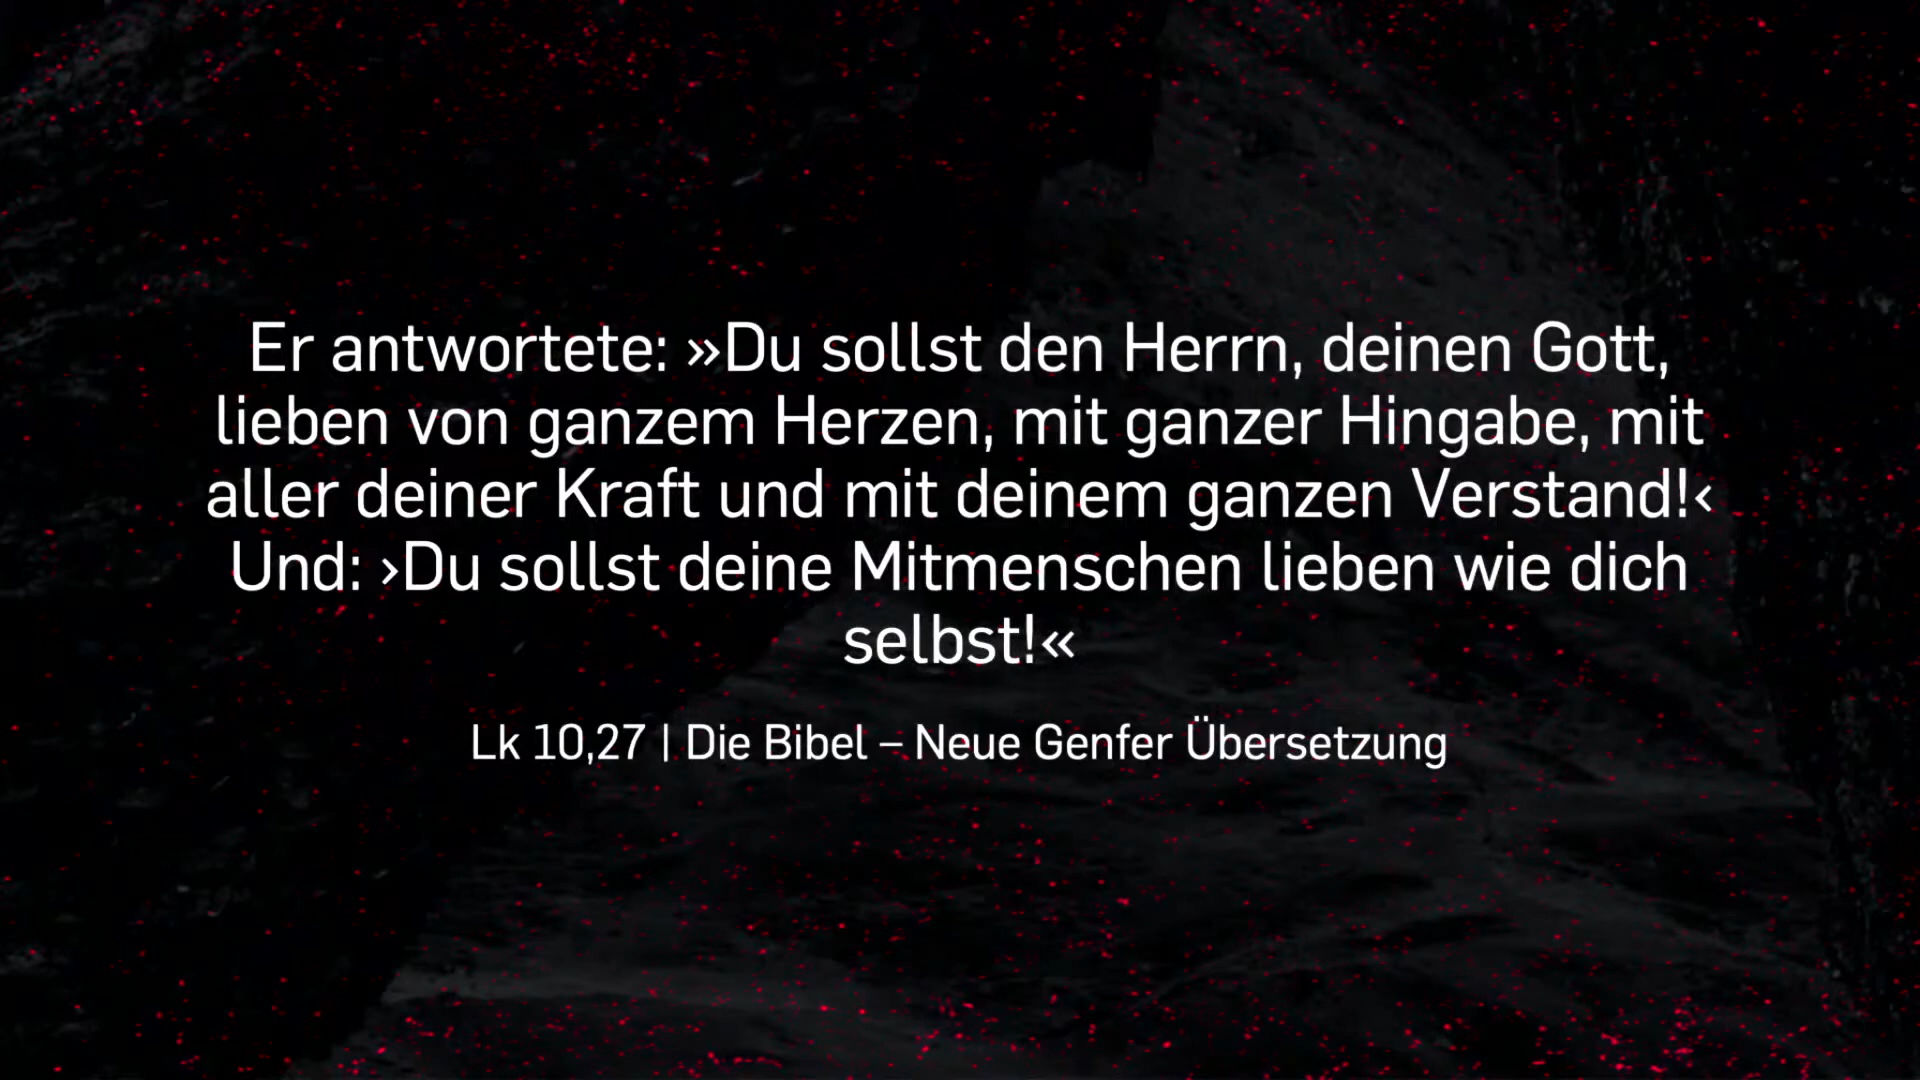 Er antwortete: »Du sollst den Herrn, deinen Gott,
lieben von ganzem Herzen, mit ganzer Hingabe, mit
aller deiner Kraft und mit deinem ganzen Verstand!‹
Und: ›Du sollst deine Mitmenschen lieben wie dich
selbst!«
Lk 10,27 | Die Bibel – Neue Genfer Übersetzung